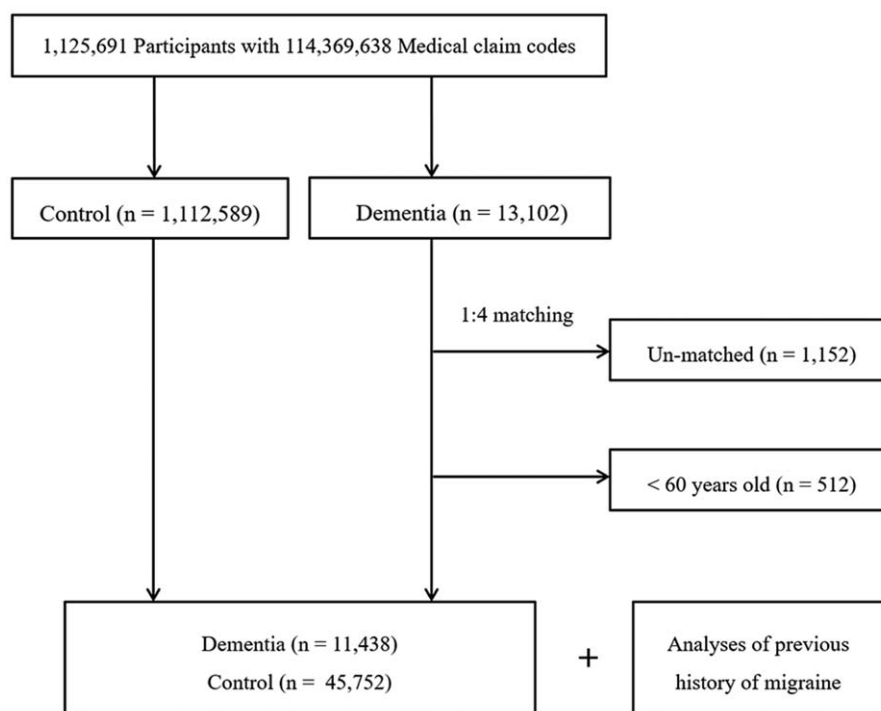 1,125,691 Participants with 114,369,638 Medical claim codes
Control (n = 1,112,589)
Dementia (n = 13,102)
1:4 matching
Un-matched (n = 1,152)
< 60 years old (n = 512)
Dementia (n = 11,438)
Control (n = 45,752)
+
Analyses of previous
history of migraine